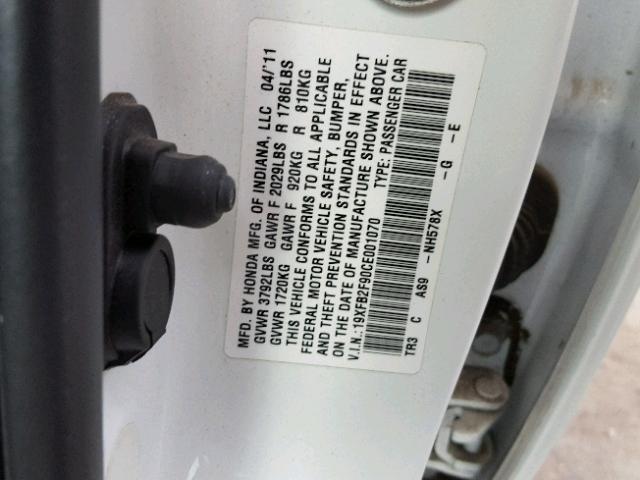 MFD. BY HONDA MFG. OF INDIANA, LLC 04/'11
GVWR 3792LBS GAWR F 2029LBS R 1786LBS
GVWR 1720KG GAWR F 920KG R 810KG
THIS VEHICLE CONFORMS TO ALL APPLICABLE
FEDERAL MOTOR VEHICLE SAFETY, BUMPER,
AND THEFT PREVENTION STANDARDS IN EFFECT
ON THE DATE OF MANUFACTURE SHOWN ABOVE.
V.I.N.:19XFB2F90CE001070 TYPE: PASSENGER CAR
TR3 C AS9 -NH578X -G -E